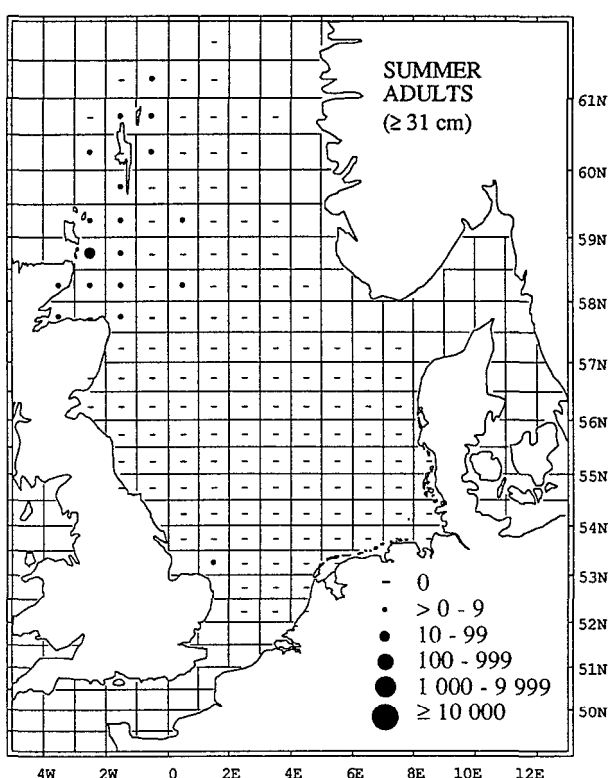 SUMMER
ADULTS
(≥ 31 cm)
61N
60N
59N
58N
57N
56N
55N
54N
53N
52N
51N
50N
- 0
> 0 - 9
10 - 99
100 - 999
1 000 - 9 999
≥ 10 000
4W 2W 0 2E 4E 6E 8E 10E 12E